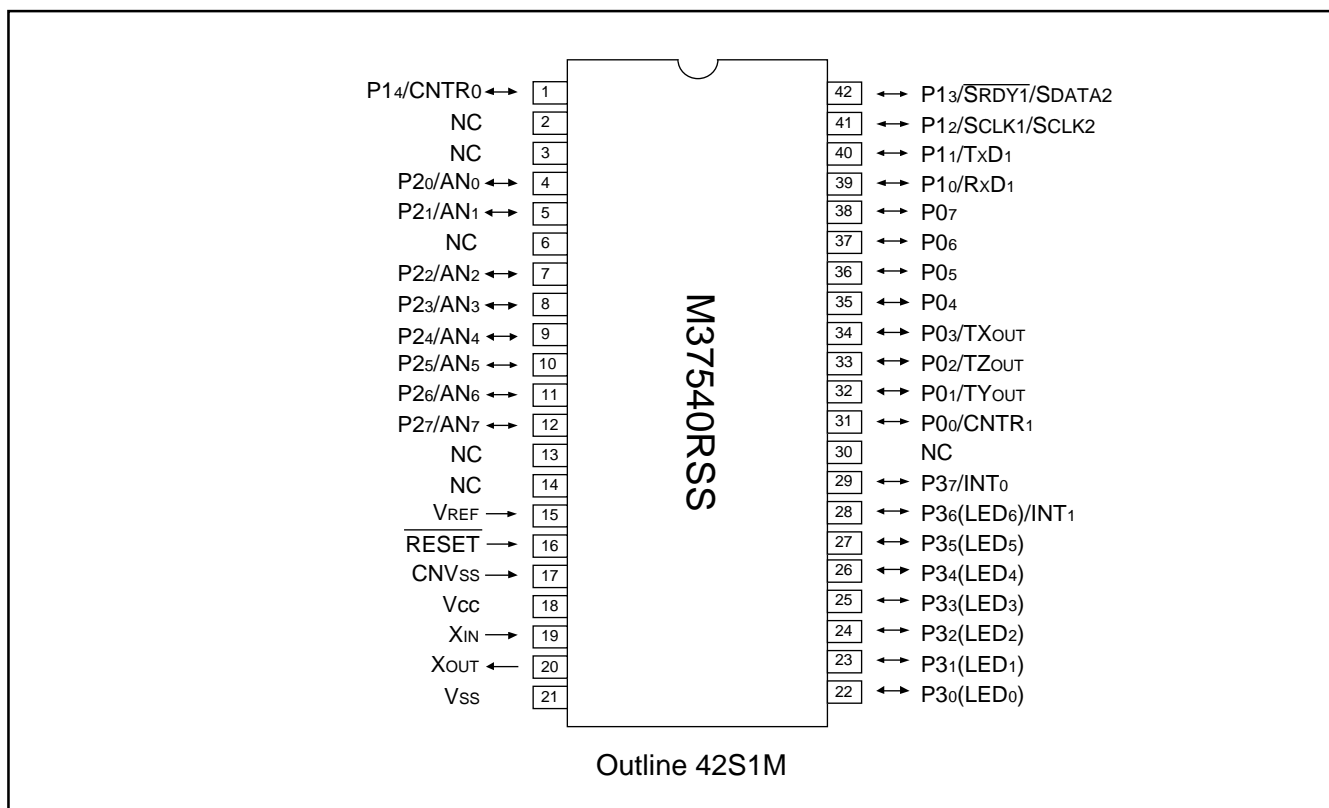 P14/CNTR0 1
NC 2
NC 3
P20/AN0 4
P21/AN1 5
NC 6
P22/AN2 7
P23/AN3 8
P24/AN4 9
P25/AN5 10
P26/AN6 11
P27/AN7 12
NC 13
NC 14
VREF 15
RESET 16
CNVSS 17
Vcc 18
XIN 19
XOUT 20
VSS 21
M37540RSS
42 P13/SRDY1/SDATA2
41 P12/SCLK1/SCLK2
40 P11/TxD1
39 P10/RxD1
38 P07
37 P06
36 P05
35 P04
34 P03/TXOUT
33 P02/TZOUT
32 P01/TYOUT
31 P00/CNTR1
30 NC
29 P37/INT0
28 P36(LED6)/INT1
27 P35(LED5)
26 P34(LED4)
25 P33(LED3)
24 P32(LED2)
23 P31(LED1)
22 P30(LED0)
Outline 42S1M